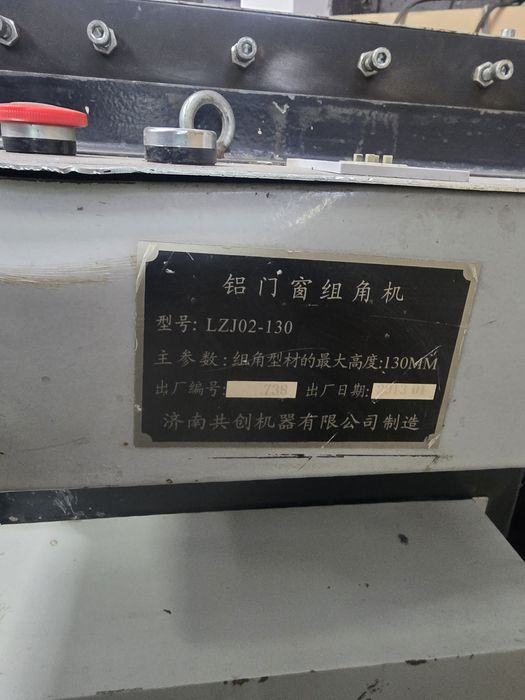 铝门窗组角机
型号: LZJ02-130
主参数:组角型材的最大高度:130MM
出厂编号: 738 出厂日期: 2013 01
济南共创机器有限公司制造